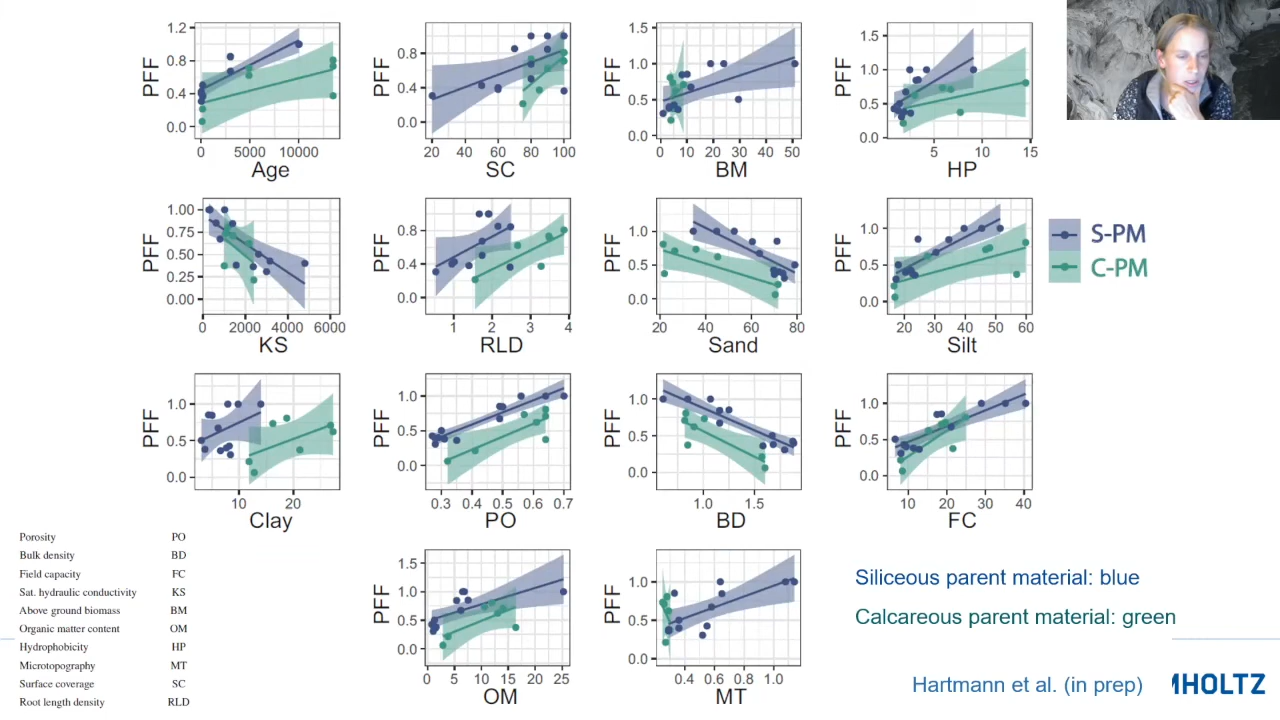 PFF
1.2
0.8
0.4
0.0
0 5000 10000
Age
PFF
0.8
0.4
0.0
20 40 60 80 100
SC
PFF
1.5
1.0
0.5
0.0
0 10 20 30 40 50
BM
PFF
1.5
1.0
0.5
0.0
5 10 15
HP
PFF
1.00
0.75
0.50
0.25
0.00
0 2000 4000 6000
KS
PFF
0.8
0.4
0.0
1 2 3 4
RLD
PFF
1.0
0.5
0.0
20 40 60 80
Sand
PFF
1.0
0.5
0.0
20 30 40 50 60
Silt
S-PM
C-PM
PFF
1.0
0.5
0.0
10 20
Clay
PFF
1.0
0.5
0.0
0.3 0.4 0.5 0.6 0.7
PO
PFF
1.0
0.5
0.0
1.0 1.5
BD
PFF
1.0
0.5
0.0
10 20 30 40
FC
Porosity PO
Bulk density BD
Field capacity FC
Sat. hydraulic conductivity KS
Above ground biomass BM
Organic matter content OM
Hydrophobicity HP
Microtopography MT
Surface coverage SC
Root length density RLD
PFF
1.5
1.0
0.5
0.0
0 5 10 15 20 25
OM
PFF
1.0
0.5
0.0
0.4 0.6 0.8 1.0
MT
Siliceous parent material: blue
Calcareous parent material: green
Hartmann et al. (in prep)
HOLTZ